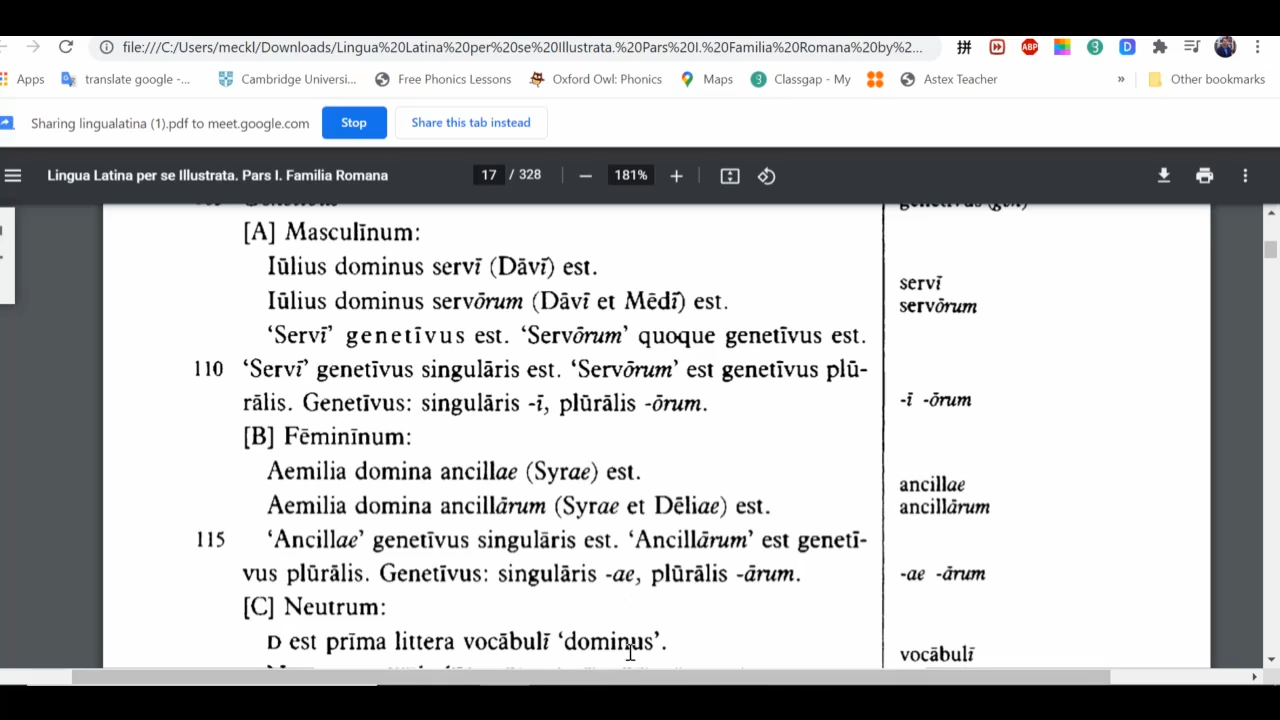 file:///C:/Users/meckl/Downloads/Lingua%20Latina%20per%20se%20Illustrata.%20Pars%20I.%20Familia%20Romana%20by%2...
拼
ABP
D
Apps
translate google -...
Cambridge Universi...
Free Phonics Lessons
Oxford Owl: Phonics
Maps
Classgap - My
Astex Teacher
»
Other bookmarks
Sharing lingualatina (1).pdf to meet.google.com
Stop
Share this tab instead
Lingua Latina per se Illustrata. Pars I. Familia Romana
17 / 328
181%
genetīvus (gen)
[A] Masculīnum:
Iūlius dominus servī (Dāvī) est.
servī
Iūlius dominus servōrum (Dāvī et Mēdī) est.
servōrum
'Servī' genetīvus est. 'Servōrum' quoque genetīvus est.
110 'Servī' genetīvus singulāris est. 'Servōrum' est genetīvus plū-
rālis. Genetīvus: singulāris -ī, plūrālis -ōrum.
-ī -ōrum
[B] Fēminīnum:
Aemilia domina ancillae (Syrae) est.
ancillae
Aemilia domina ancillārum (Syrae et Dēliae) est.
ancillārum
115 'Ancillae' genetīvus singulāris est. 'Ancillārum' est genetī-
vus plūrālis. Genetīvus: singulāris -ae, plūrālis -ārum.
-ae -ārum
[C] Neutrum:
D est prīma littera vocābulī 'dominus'.
vocābulī